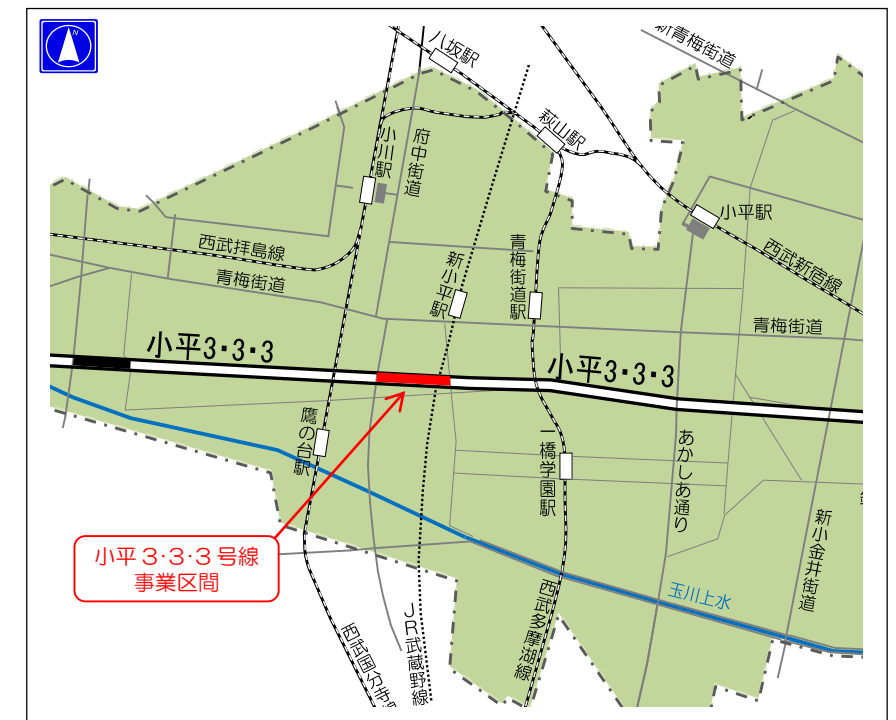 N
八坂駅
新青梅街道
小川駅
府中街道
萩山駅
小平駅
西武新宿線
西武拝島線
青梅街道
新小平駅
青梅街道駅
青梅街道
小平3・3・3
小平3・3・3
鷹の台駅
一橋学園駅
あかしあ通り
新小金井街道
小平3・3・3号線
事業区間
玉川上水
西武国分寺線
JR武蔵野線
西武多摩湖線